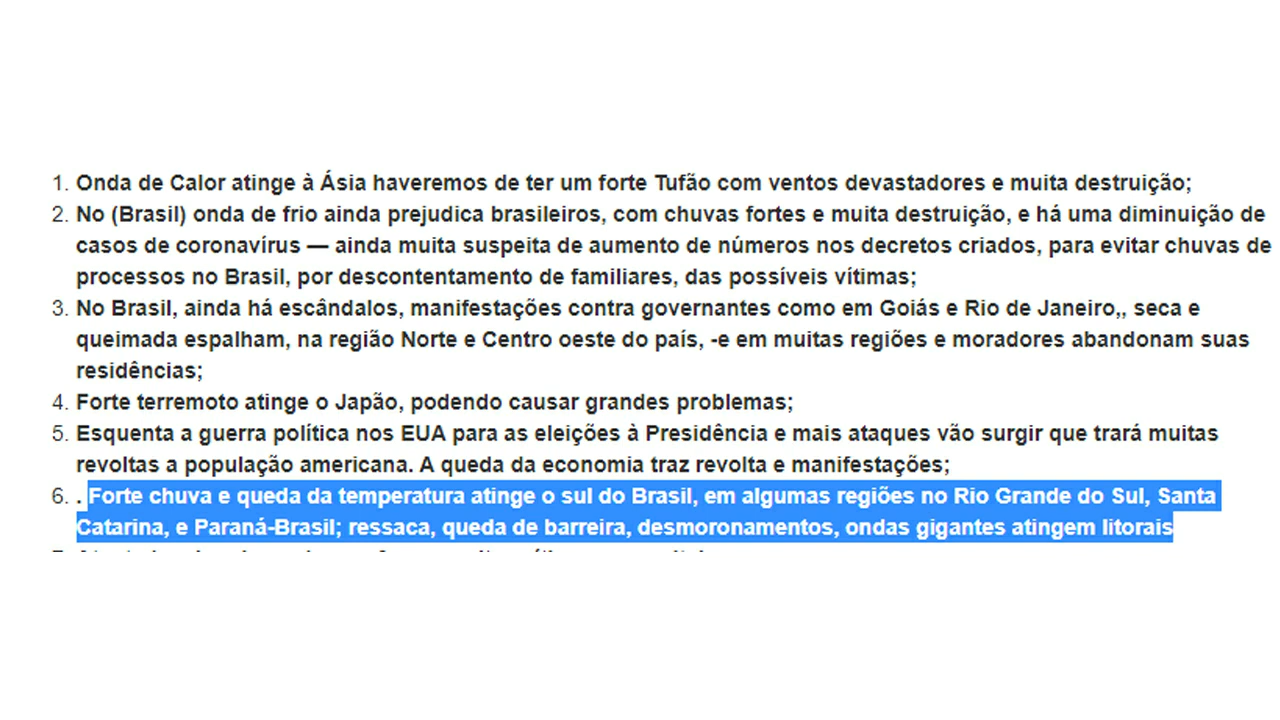 1. Onda de Calor atinge à Ásia haveremos de ter um forte Tufão com ventos devastadores e muita destruição;
2. No (Brasil) onda de frio ainda prejudica brasileiros, com chuvas fortes e muita destruição, e há uma diminuição de
casos de coronavírus — ainda muita suspeita de aumento de números nos decretos criados, para evitar chuvas de
processos no Brasil, por descontentamento de familiares, das possíveis vítimas;
3. No Brasil, ainda há escândalos, manifestações contra governantes como em Goiás e Rio de Janeiro,, seca e
queimada espalham, na região Norte e Centro oeste do país, -e em muitas regiões e moradores abandonam suas
residências;
4. Forte terremoto atinge o Japão, podendo causar grandes problemas;
5. Esquenta a guerra política nos EUA para as eleições à Presidência e mais ataques vão surgir que trará muitas
revoltas a população americana. A queda da economia traz revolta e manifestações;
6. . Forte chuva e queda da temperatura atinge o sul do Brasil, em algumas regiões no Rio Grande do Sul, Santa
Catarina, e Paraná-Brasil; ressaca, queda de barreira, desmoronamentos, ondas gigantes atingem litorais